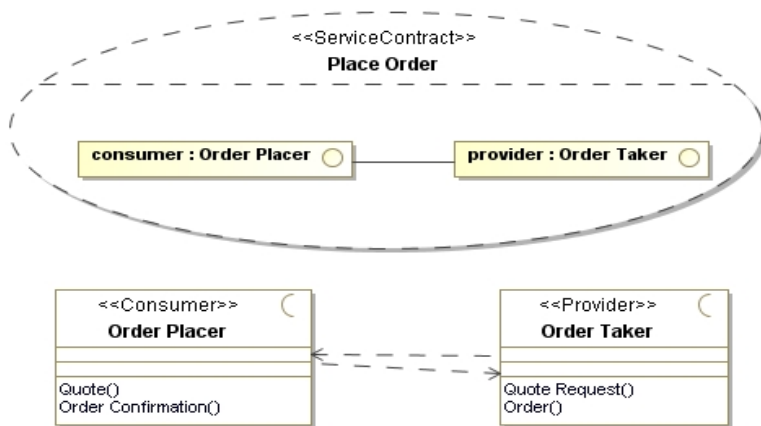 <<ServiceContract>>
Place Order
consumer : Order Placer
provider : Order Taker
<<Consumer>>
Order Placer
Quote()
Order Confirmation()
<<Provider>>
Order Taker
Quote Request()
Order()